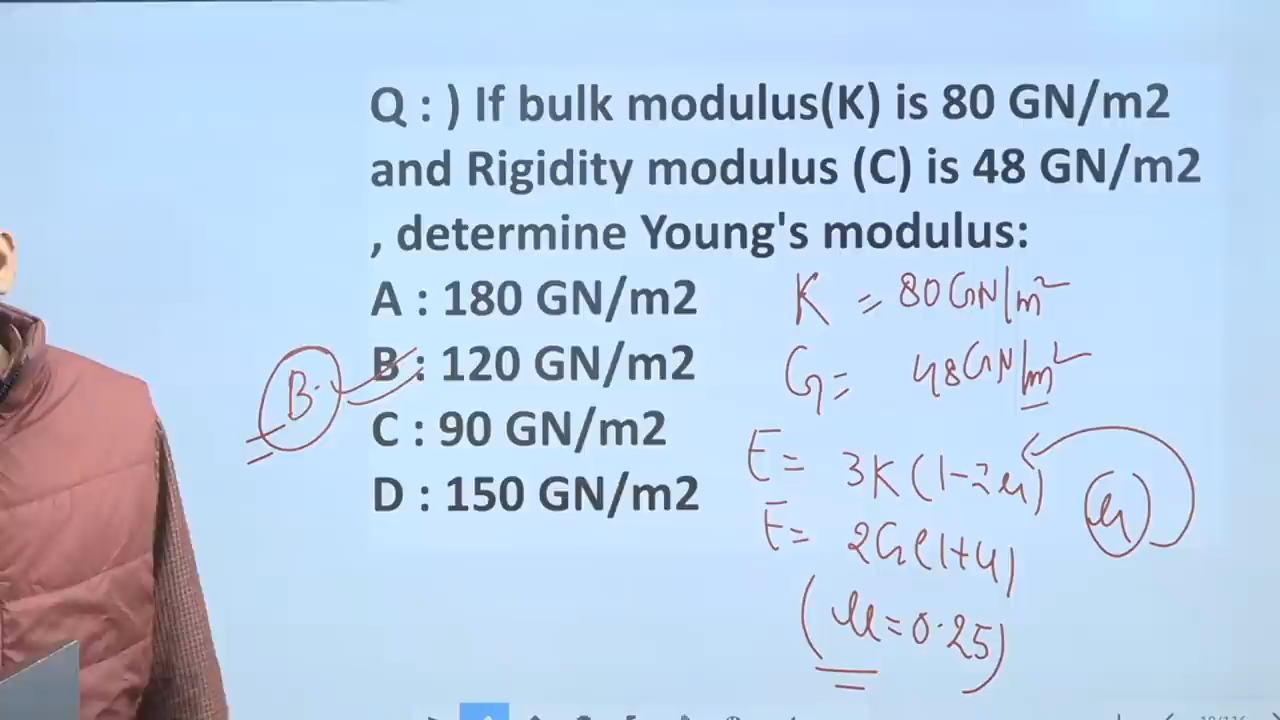 Q : ) If bulk modulus(K) is 80 GN/m2
and Rigidity modulus (C) is 48 GN/m2
, determine Young's modulus:
A : 180 GN/m2
B : 120 GN/m2
C : 90 GN/m2
D : 150 GN/m2
B.
K = 80 GN/m²
G = 48 GN/m²
E = 3K(1-2μ)
E = 2G(1+μ)
μ
(μ = 0.25)